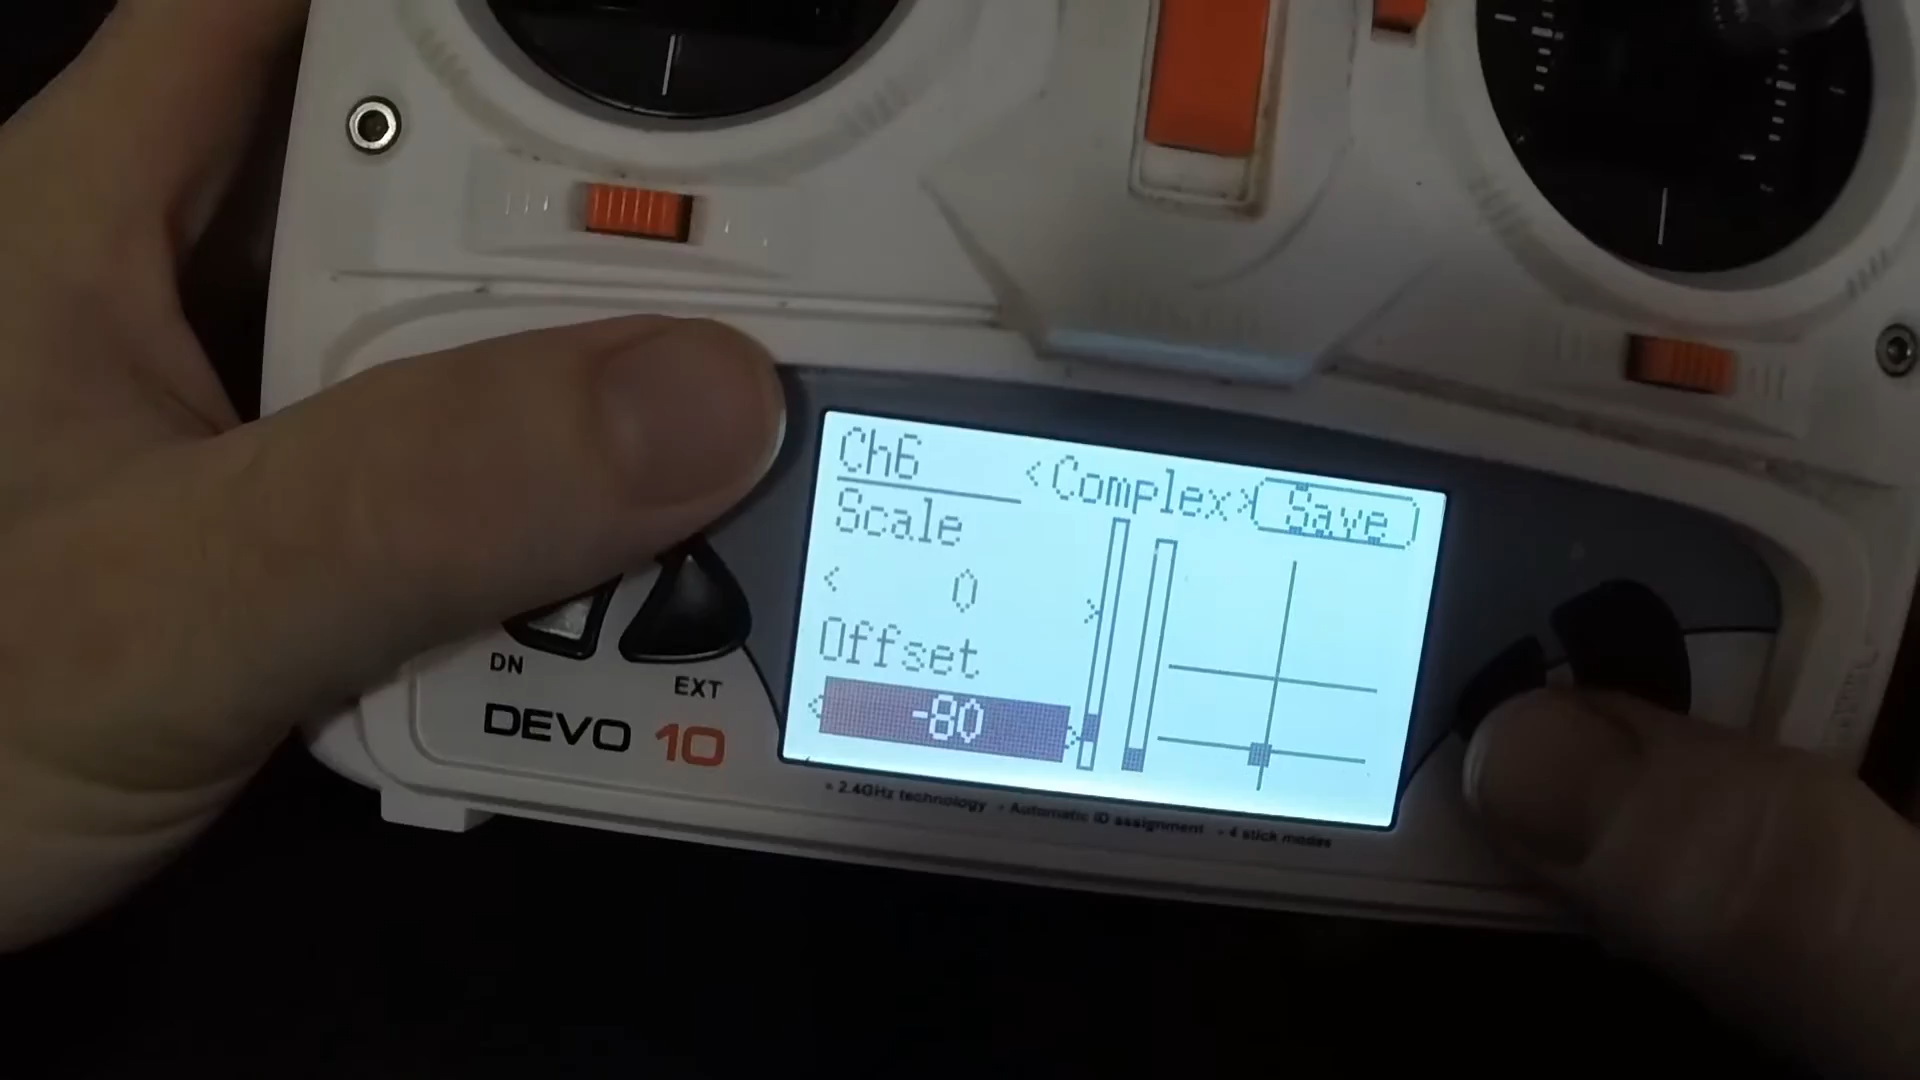 Ch6 <Complex> Save
Scale
< 0 >
Offset
< -80 >
DN
EXT
DEVO 10
2.4GHz technology Automatic ID assignment 4 stick modes